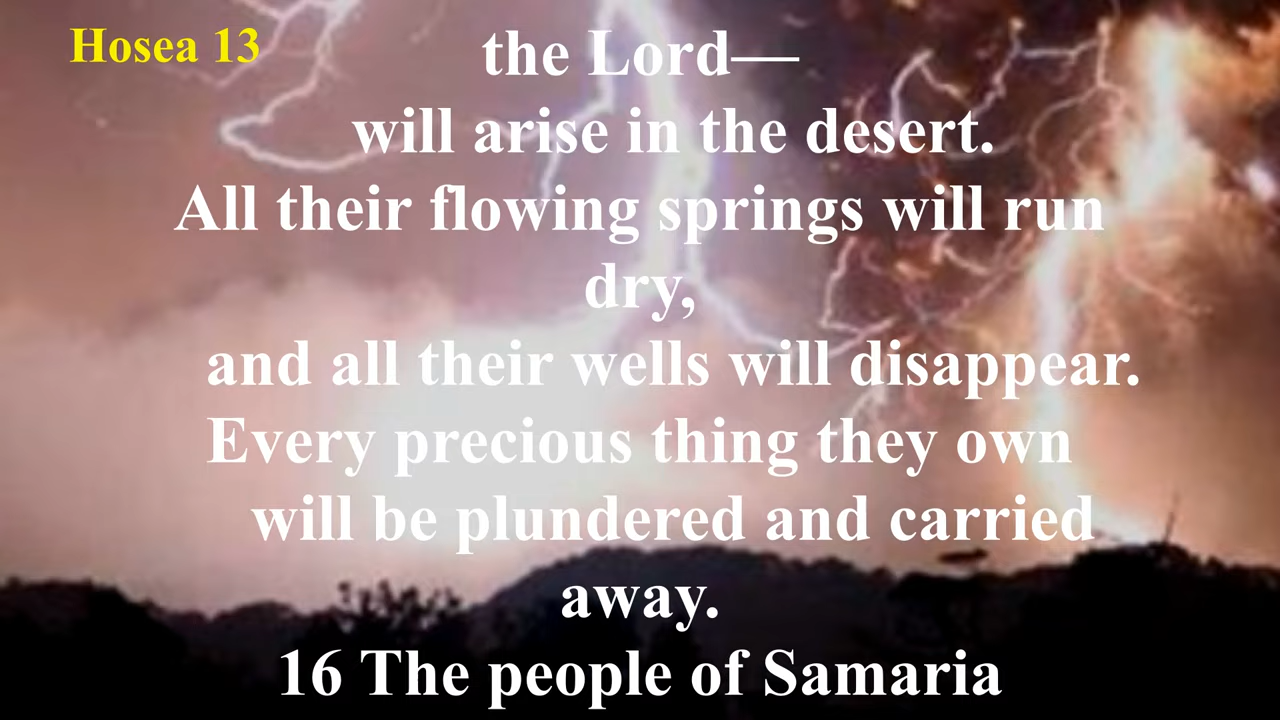 Hosea 13
the Lord—
will arise in the desert.
All their flowing springs will run
dry,
and all their wells will disappear.
Every precious thing they own
will be plundered and carried
away.
16 The people of Samaria